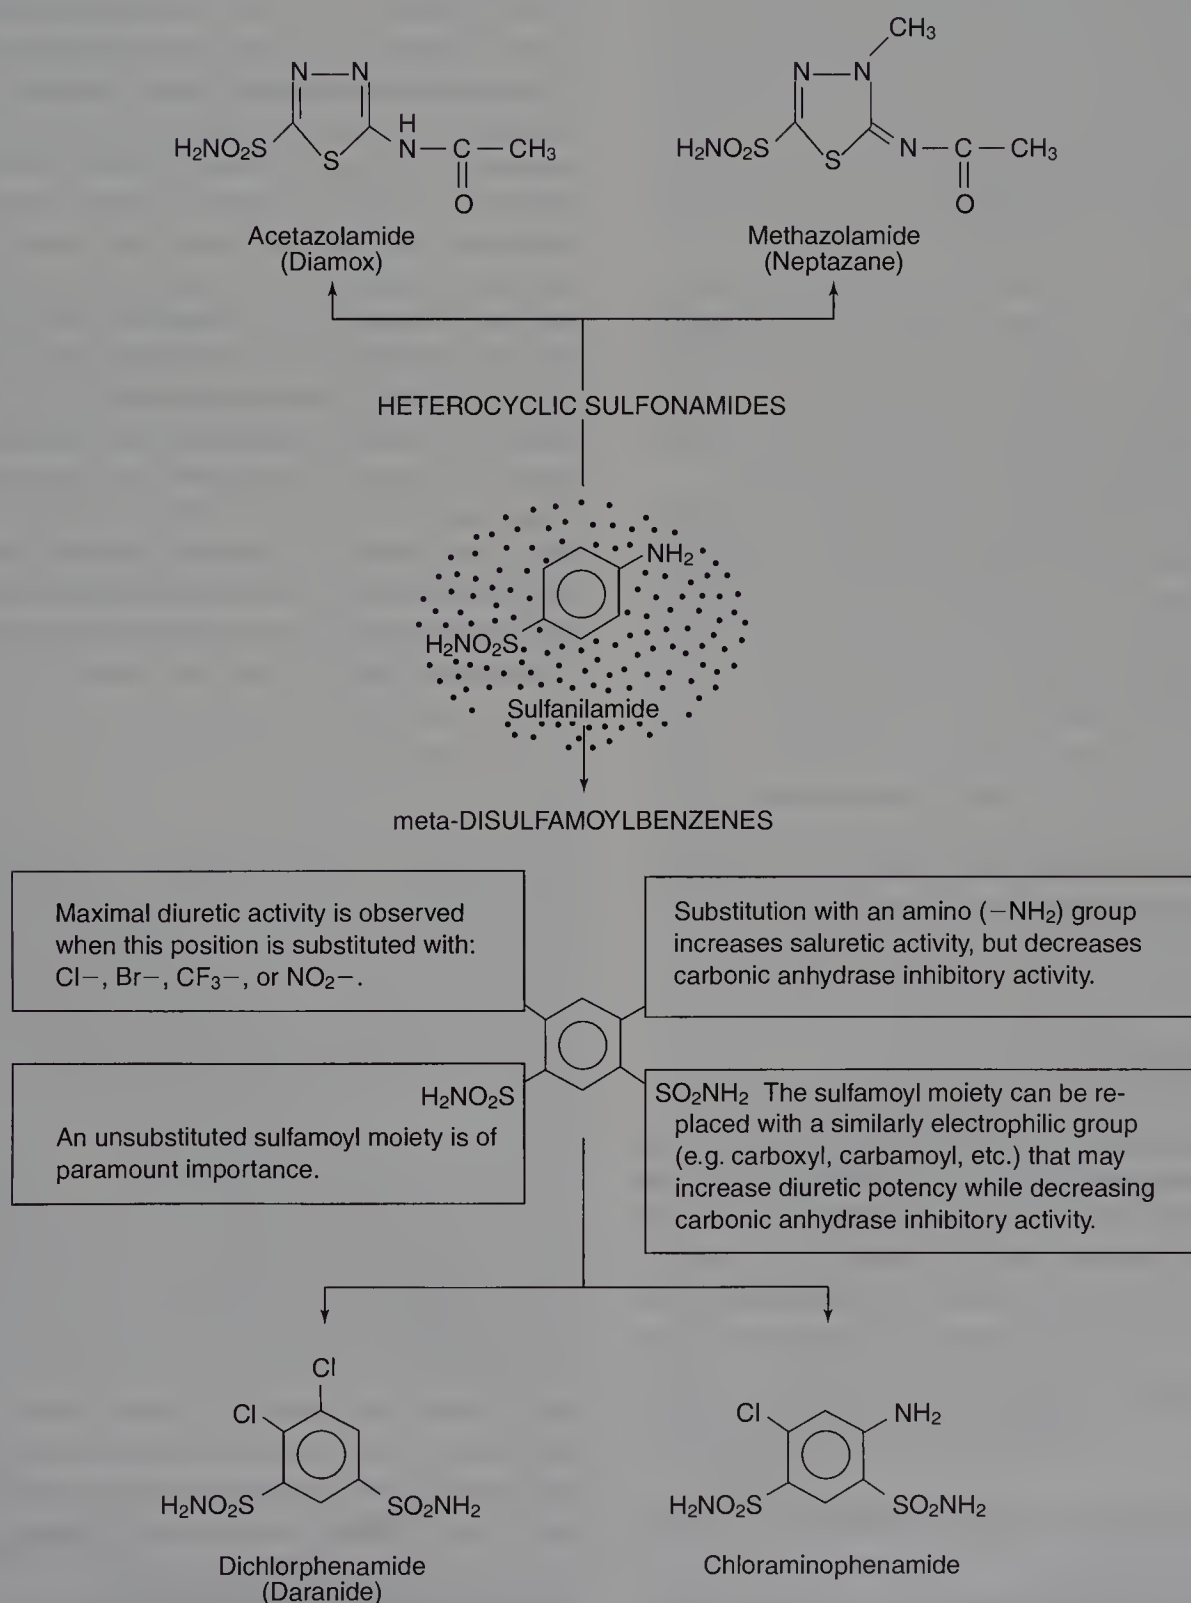 CH₃
N—N
N—N
H₂NO₂S
S
H
N—C—CH₃
O
H₂NO₂S
S
N—C—CH₃
O
Acetazolamide
(Diamox)
Methazolamide
(Neptazane)
HETEROCYCLIC SULFONAMIDES
NH₂
H₂NO₂S
Sulfanilamide
meta-DISULFAMOYLBENZENES
Maximal diuretic activity is observed
when this position is substituted with:
Cl–, Br–, CF₃–, or NO₂–.
Substitution with an amino (–NH₂) group
increases saluretic activity, but decreases
carbonic anhydrase inhibitory activity.
H₂NO₂S
An unsubstituted sulfamoyl moiety is of
paramount importance.
SO₂NH₂ The sulfamoyl moiety can be re-
placed with a similarly electrophilic group
(e.g. carboxyl, carbamoyl, etc.) that may
increase diuretic potency while decreasing
carbonic anhydrase inhibitory activity.
Cl
Cl
H₂NO₂S
SO₂NH₂
Dichlorphenamide
(Daranide)
Cl
NH₂
H₂NO₂S
SO₂NH₂
Chloraminophenamide